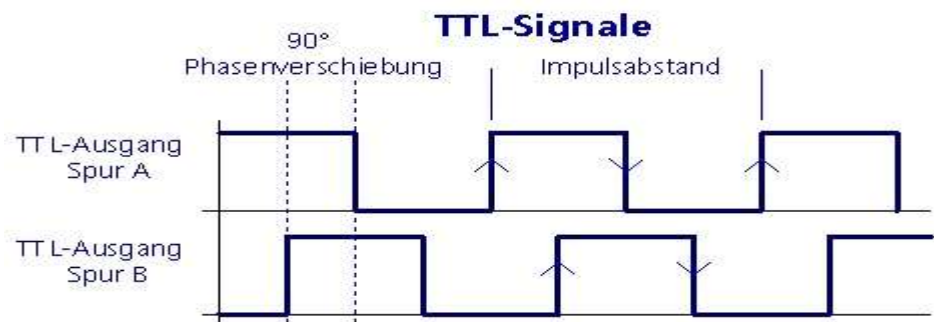 TTL-Signale
90°
Phasenverschiebung
Impulsabstand
TTL-Ausgang
Spur A
TTL-Ausgang
Spur B